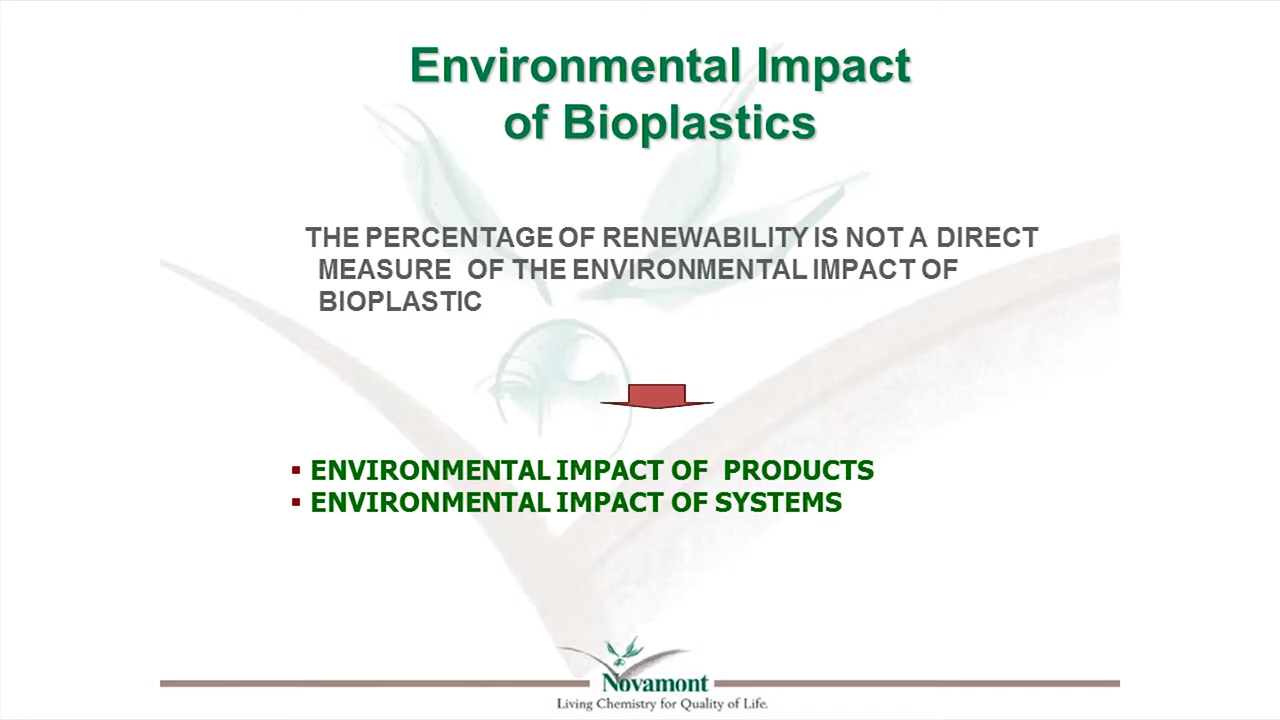 Environmental Impact
of Bioplastics
THE PERCENTAGE OF RENEWABILITY IS NOT A DIRECT
MEASURE OF THE ENVIRONMENTAL IMPACT OF
BIOPLASTIC
▪ ENVIRONMENTAL IMPACT OF PRODUCTS
▪ ENVIRONMENTAL IMPACT OF SYSTEMS
Novamont
Living Chemistry for Quality of Life.